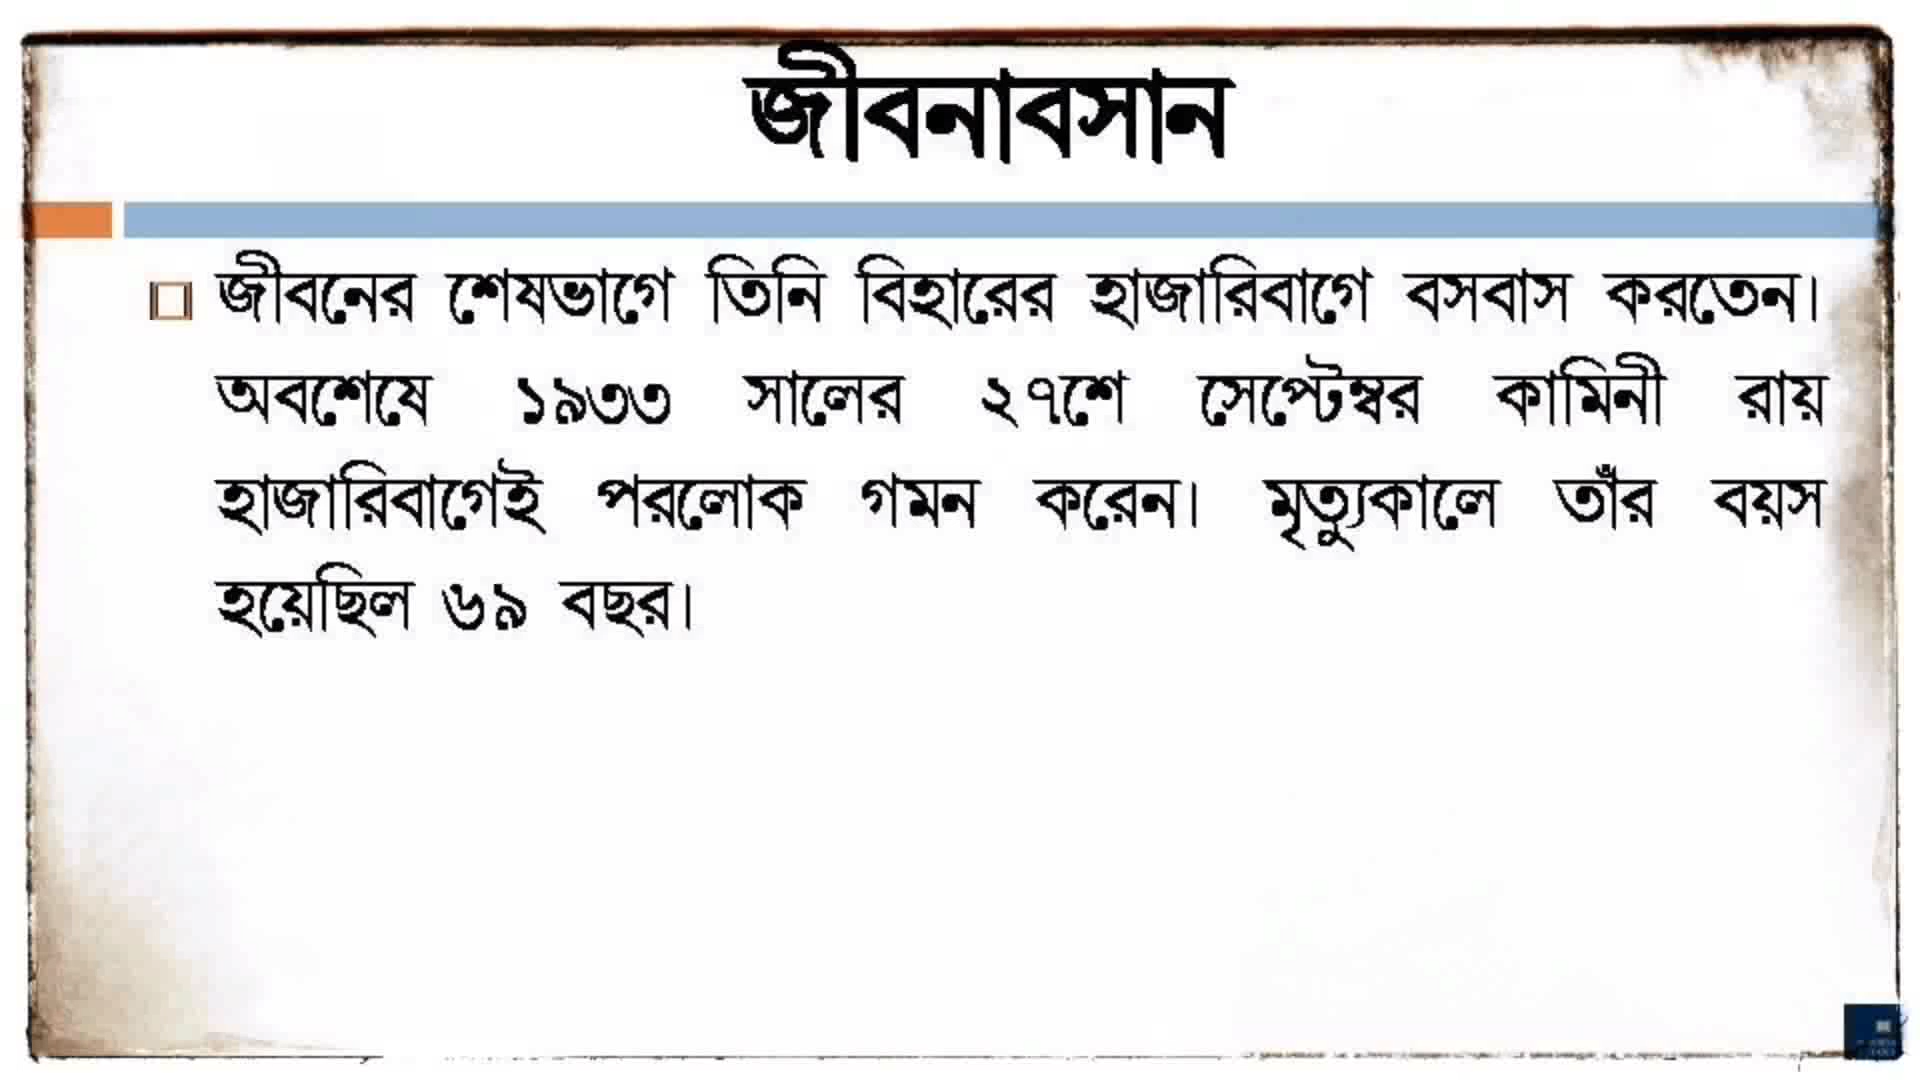 জীবনাবসান
জীবনের শেষভাগে তিনি বিহারের হাজারিবাগে বসবাস করতেন।
অবশেষে ১৯৩৩ সালের ২৭শে সেপ্টেম্বর কামিনী রায়
হাজারিবাগেই পরলোক গমন করেন। মৃত্যুকালে তাঁর বয়স
হয়েছিল ৬৯ বছর।